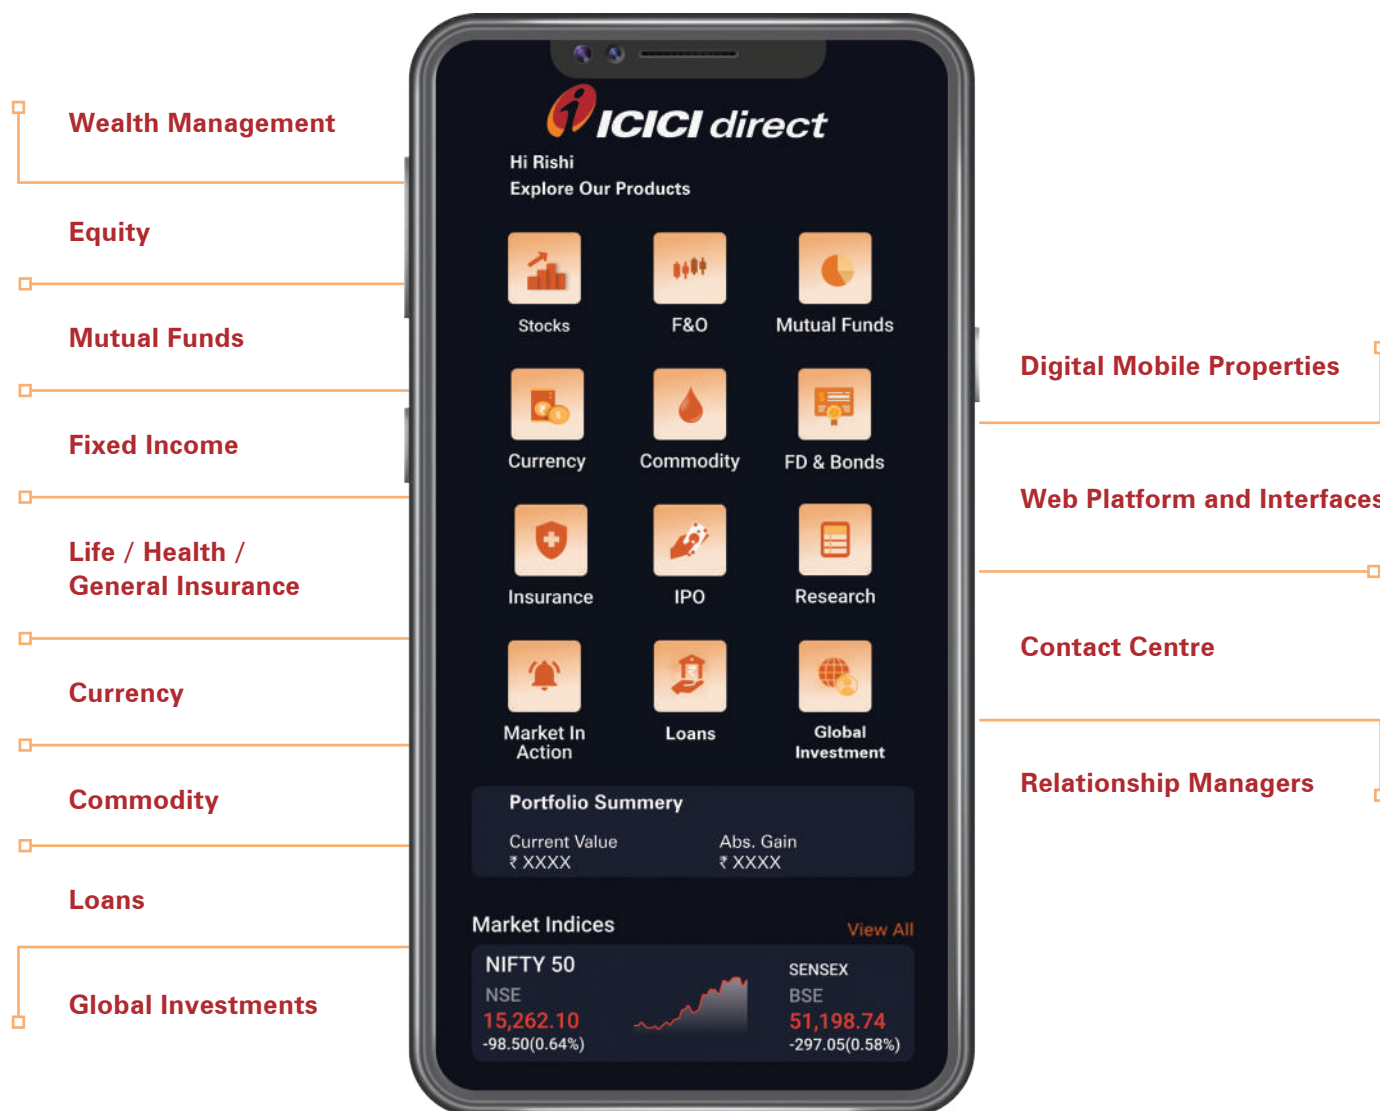 Wealth Management
Equity
Mutual Funds
Fixed Income
Life / Health /
General Insurance
Currency
Commodity
Loans
Global Investments
ICICI direct
Hi Rishi
Explore Our Products
Stocks
F&O
Mutual Funds
Currency
Commodity
FD & Bonds
Insurance
IPO
Research
Market In
Action
Loans
Global
Investment
Portfolio Summery
Current Value
Abs. Gain
₹ XXXX
₹ XXXX
Market Indices
View All
NIFTY 50
NSE
15,262.10
-98.50(0.64%)
SENSEX
BSE
51,198.74
-297.05(0.58%)
Digital Mobile Properties
Web Platform and Interfaces
Contact Centre
Relationship Managers